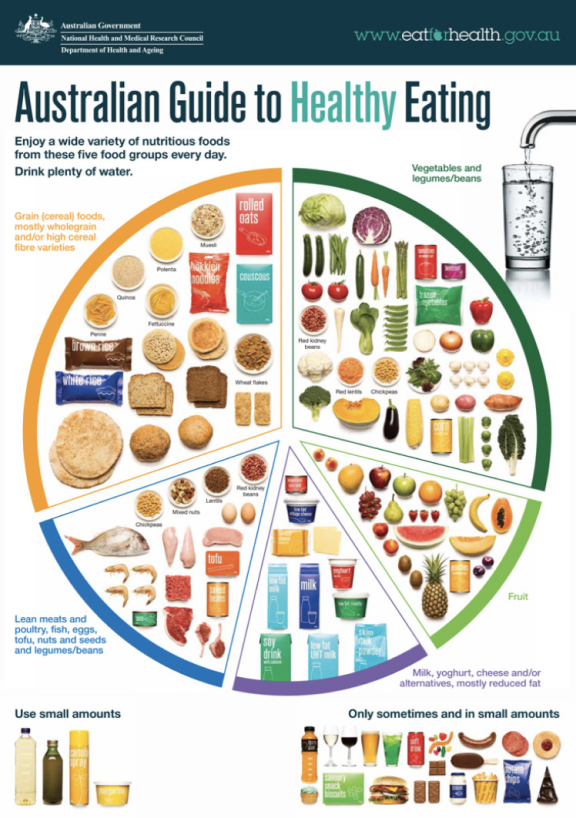 Australian Government
National Health and Medical Research Council
Department of Health and Ageing
www.eatforhealth.gov.au
Australian Guide to Healthy Eating
Enjoy a wide variety of nutritious foods
from these five food groups every day.
Drink plenty of water.
Grain (cereal) foods,
mostly wholegrain
and/or high cereal
fibre varieties
Vegetables and
legumes/beans
rolled
oats
Muesli
Polenta
hokkien
noodles
couscous
Quinoa
Fettuccine
Penne
brown rice
white rice
Wheat flakes
frozen
vegetables
Red kidney
beans
Red lentils
Chickpeas
corn
Red kidney
beans
Lentils
Mixed nuts
Chickpeas
tofu
baked
beans
Lean meats and
poultry, fish, eggs,
tofu, nuts and seeds
and legumes/beans
low fat
cottage cheese
low fat
milk
milk
yoghurt
soy
drink
low fat
UHT milk
skim
milk
powder
Milk, yoghurt, cheese and/or
alternatives, mostly reduced fat
Fruit
Use small amounts
canola
spray
margarine
Only sometimes and in small amounts
savoury
snack
biscuits
soft
drink
potato
chips